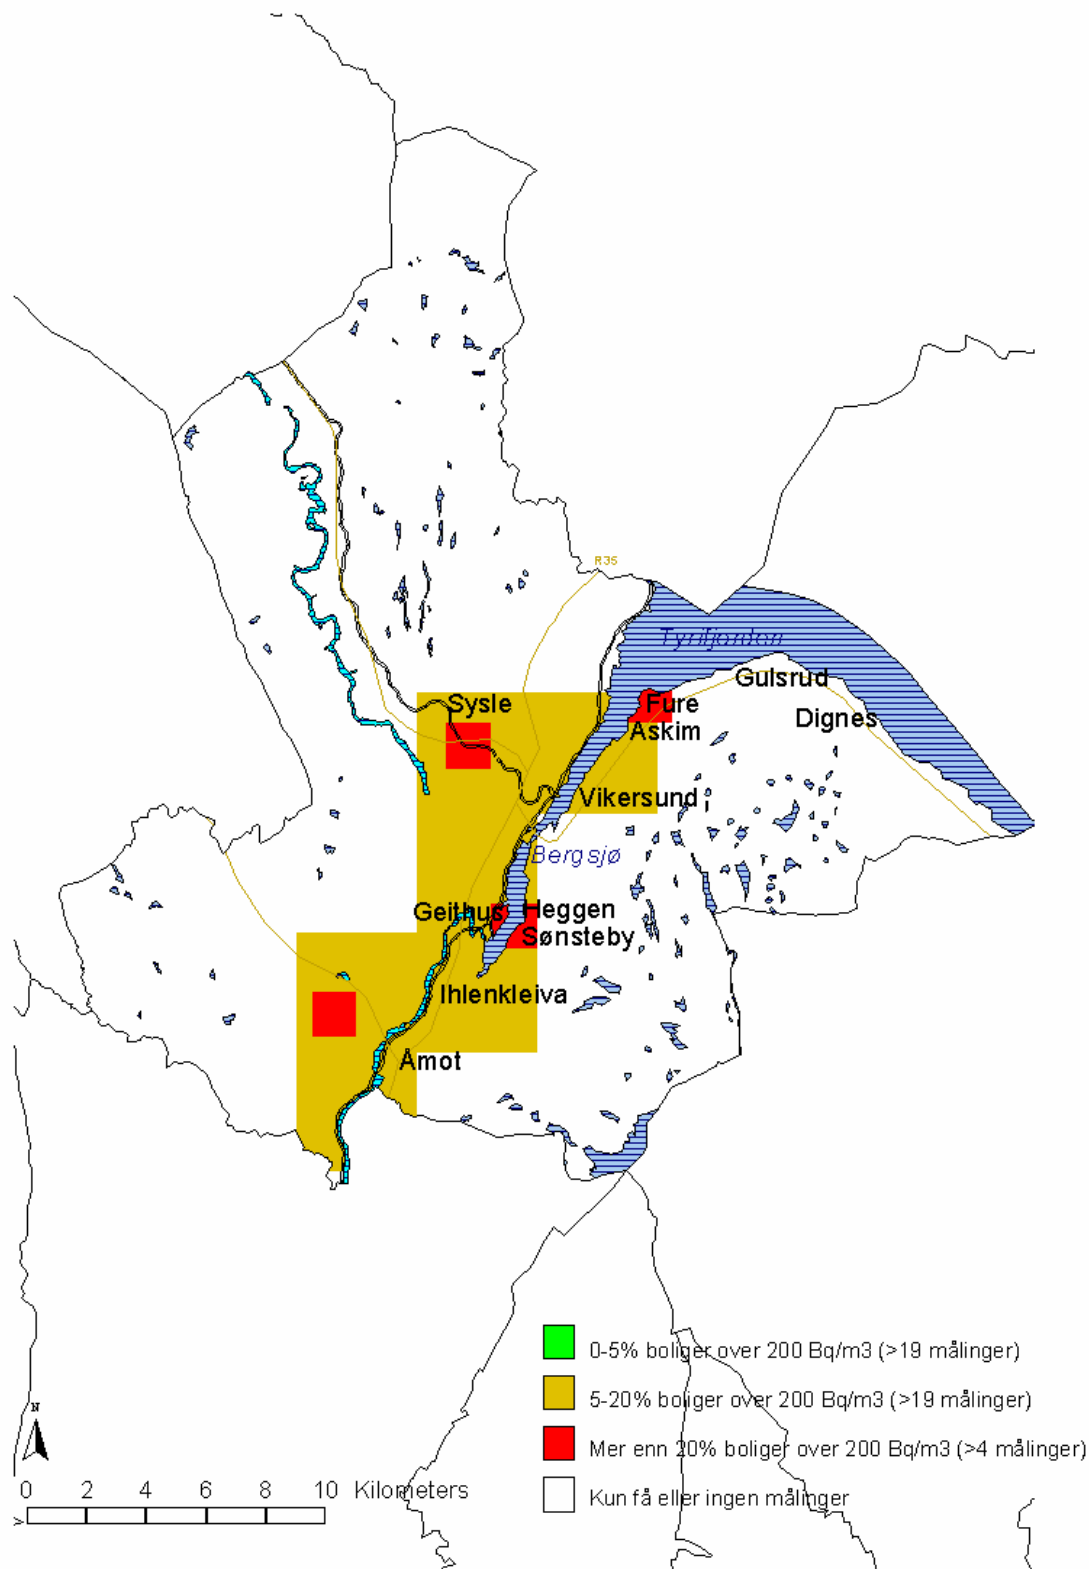 R35
Tyrifjorden
Gulsrud
Sysle
Fure
Dignes
Askim
Vikersund
Bergsjø
Geithus
Heggen
Sønsteby
Ihlenkleiva
Åmot
0-5% boliger over 200 Bq/m3 (>19 målinger)
5-20% boliger over 200 Bq/m3 (>19 målinger)
Mer enn 20% boliger over 200 Bq/m3 (>4 målinger)
Kun få eller ingen målinger
N
0 2 4 6 8 10 Kilometers